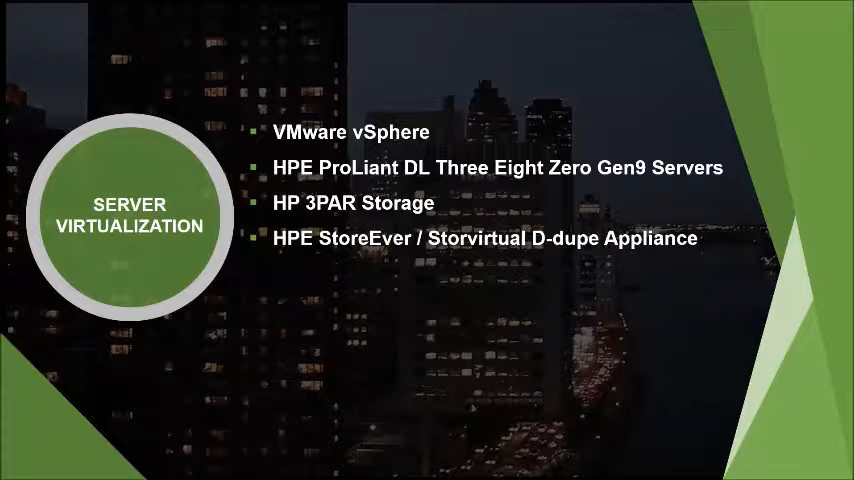 SERVER
VIRTUALIZATION
VMware vSphere
HPE ProLiant DL Three Eight Zero Gen9 Servers
HP 3PAR Storage
HPE StoreEver / Storvirtual D-dupe Appliance